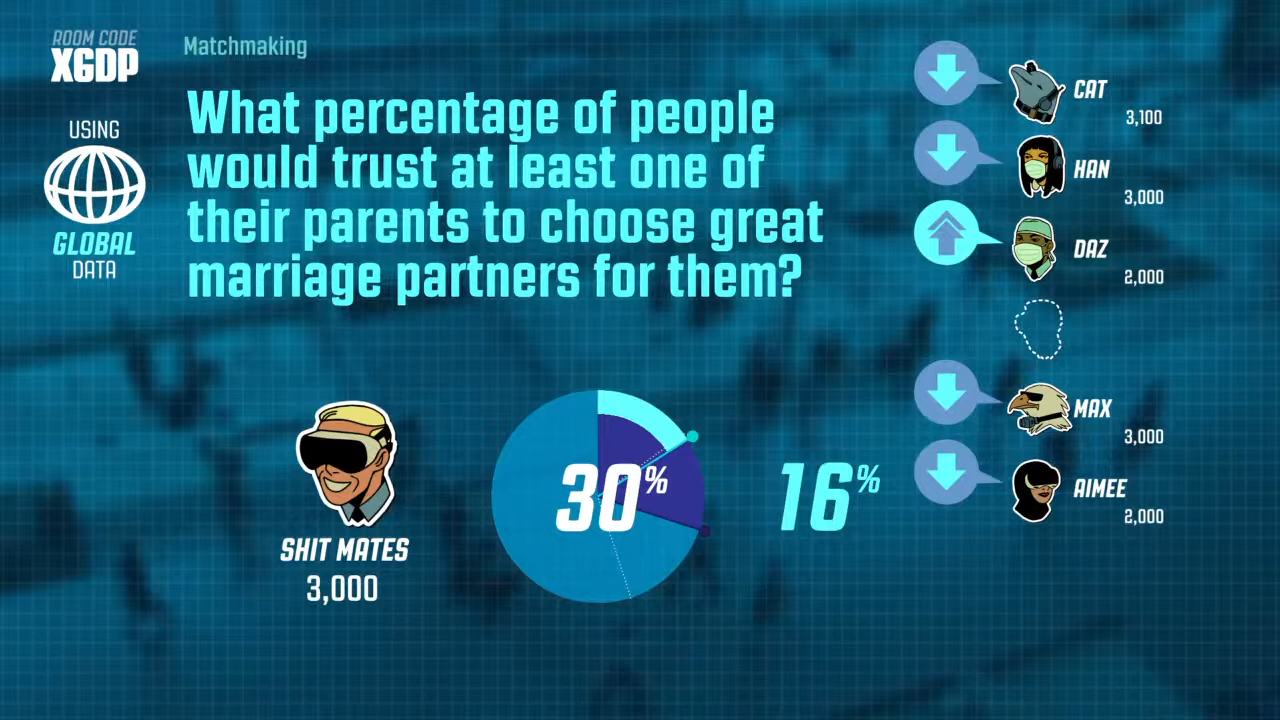 ROOM CODE
X6DP
USING
GLOBAL
DATA
Matchmaking
What percentage of people
would trust at least one of
their parents to choose great
marriage partners for them?
CAT
3,100
HAN
3,000
DAZ
2,000
MAX
3,000
AIMEE
2,000
SHIT MATES
3,000
30%
16%